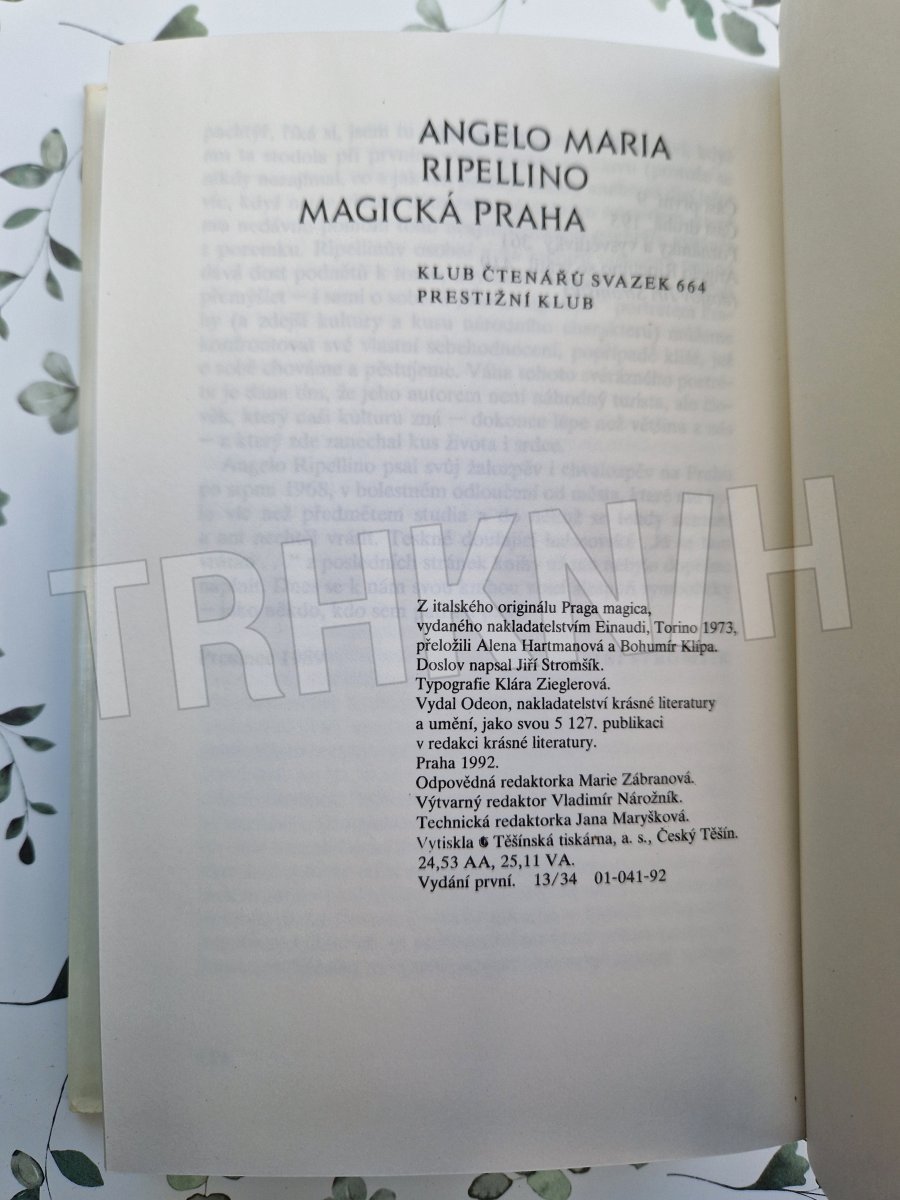 ANGELO MARIA
RIPELLINO
MAGICKÁ PRAHA
KLUB ČTENÁŘŮ SVAZEK 664
PRESTIŽNÍ KLUB
TRHKNIH
Z italského originálu Praga magica,
vydaného nakladatelstvím Einaudi, Torino 1973,
přeložili Alena Hartmanová a Bohumír Klípa.
Doslov napsal Jiří Stromšík.
Typografie Klára Zieglerová.
Vydal Odeon, nakladatelství krásné literatury
a umění, jako svou 5 127. publikaci
v redakci krásné literatury.
Praha 1992.
Odpovědná redaktorka Marie Zábranová.
Výtvarný redaktor Vladimír Nárožník.
Technická redaktorka Jana Maryšková.
Vytiskla Těšínská tiskárna, a. s., Český Těšín.
24,53 AA, 25,11 VA.
Vydání první. 13/34 01-041-92